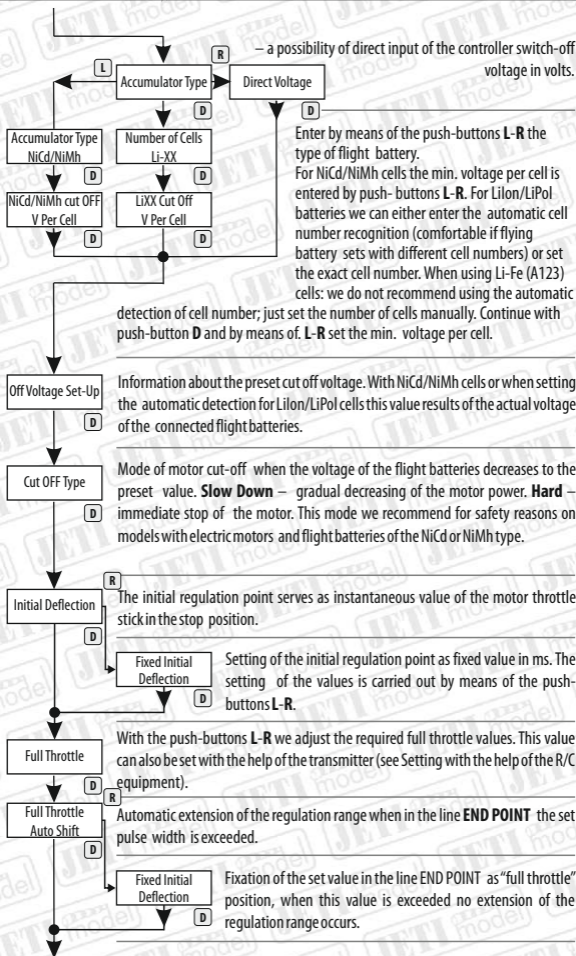 R
– a possibility of direct input of the controller switch-off
voltage in volts.
L
Accumulator Type
Direct Voltage
D
D
Accumulator Type
NiCd/NiMh
Number of Cells
Li-XX
D
D
NiCd/NiMh cut OFF
V Per Cell
LiXX Cut Off
V Per Cell
D
D
Enter by means of the push-buttons L-R the
type of flight battery.
For NiCd/NiMh cells the min. voltage per cell is
entered by push- buttons L-R. For LiIon/LiPol
batteries we can either enter the automatic cell
number recognition (comfortable if flying
battery sets with different cell numbers) or set
the exact cell number. When using Li-Fe (A123)
cells: we do not recommend using the automatic
detection of cell number; just set the number of cells manually. Continue with
push-button D and by means of. L-R set the min. voltage per cell.
Off Voltage Set-Up
D
Information about the preset cut off voltage. With NiCd/NiMh cells or when setting
the automatic detection for LiIon/LiPol cells this value results of the actual voltage
of the connected flight batteries.
Cut OFF Type
D
Mode of motor cut-off when the voltage of the flight batteries decreases to the
preset value. Slow Down – gradual decreasing of the motor power. Hard –
immediate stop of the motor. This mode we recommend for safety reasons on
models with electric motors and flight batteries of the NiCd or NiMh type.
R
Initial Deflection
D
The initial regulation point serves as instantaneous value of the motor throttle
stick in the stop position.
Fixed Initial
Deflection
D
Setting of the initial regulation point as fixed value in ms. The
setting of the values is carried out by means of the push-
buttons L-R.
Full Throttle
D
With the push-buttons L-R we adjust the required full throttle values. This value
can also be set with the help of the transmitter (see Setting with the help of the R/C
equipment).
R
Full Throttle
Auto Shift
D
Automatic extension of the regulation range when in the line END POINT the set
pulse width is exceeded.
Fixed Initial
Deflection
D
Fixation of the set value in the line END POINT as “full throttle”
position, when this value is exceeded no extension of the
regulation range occurs.
JETI model